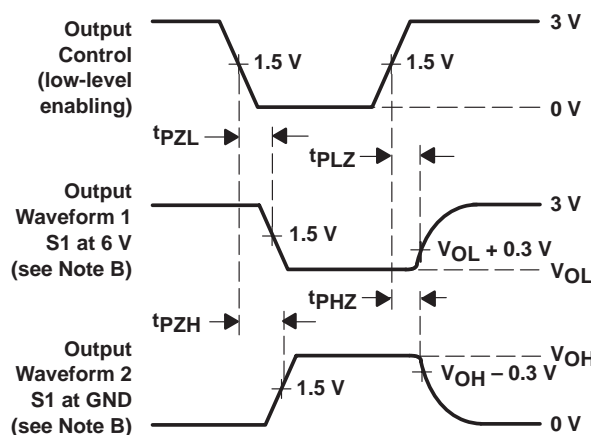 Output
Control
(low-level
enabling)
1.5 V
1.5 V
3 V
0 V
tPZL
tPLZ
Output
Waveform 1
S1 at 6 V
(see Note B)
1.5 V
3 V
VOL + 0.3 V
VOL
tPZH
tPHZ
Output
Waveform 2
S1 at GND
(see Note B)
1.5 V
VOH
VOH – 0.3 V
0 V